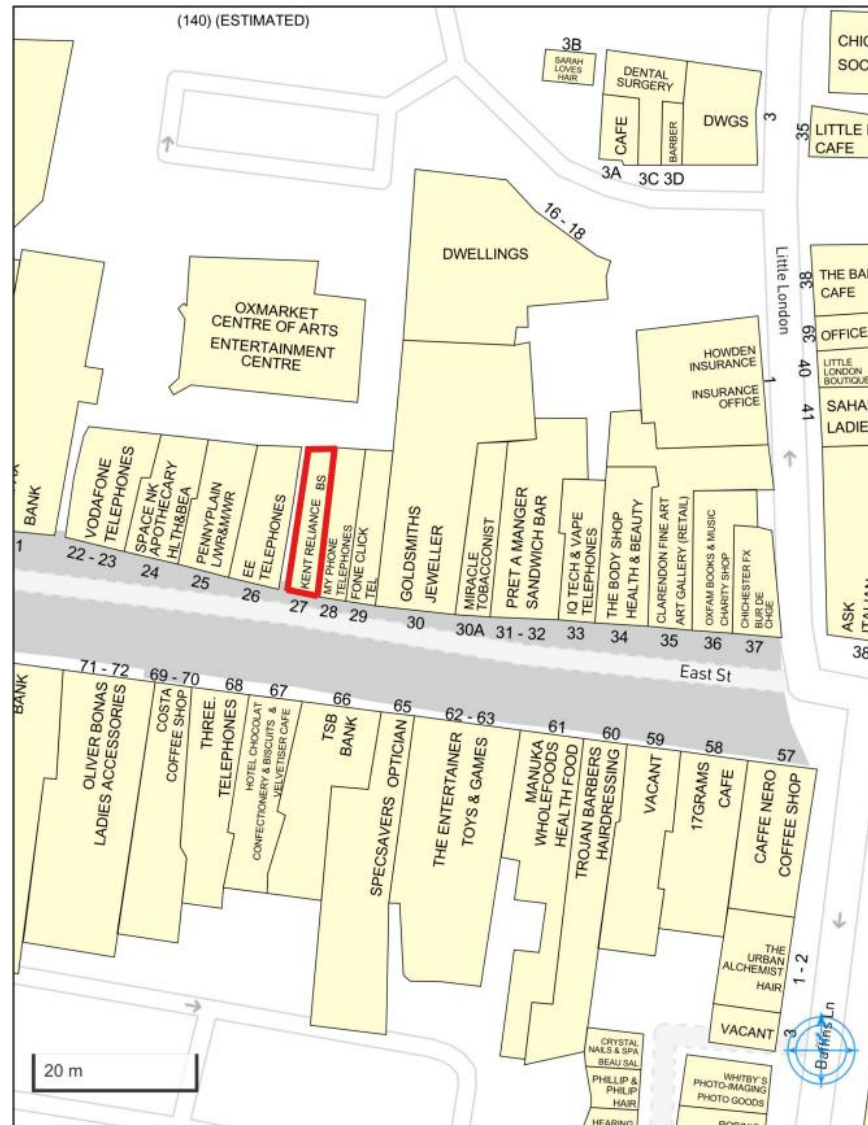 (140) (ESTIMATED)
3B
SARAH
LOVES
HAIR
DENTAL
SURGERY
CAFE
BARBER
DWGS
3
3A
3C
3D
35
LITTLE
CAFE
16 - 18
DWELLINGS
Little London
38
CAFE
39
OFFICE
40
LITTLE
LONDON
BOUTIQUE
41
OXMARKET
CENTRE OF ARTS
ENTERTAINMENT
CENTRE
HOWDEN
INSURANCE
INSURANCE
OFFICE
1
BANK
1
VODAFONE
TELEPHONES
22 - 23
SPACE NK
APOTHECARY
HLTH&BEA
24
PENNYPLAIN
L/WR&MWR
25
EE
TELEPHONES
26
KENT RELIANCE BS
27
MY PHONE
TELEPHONES
28
FONE CLICK
TEL
29
GOLDSMITHS
JEWELLER
30
MIRACLE
TOBACCONIST
30A
PRET A MANGER
SANDWICH BAR
31 - 32
IQ TECH & VAPE
TELEPHONES
33
THE BODY SHOP
HEALTH & BEAUTY
34
CLARENDON FINE ART
ART GALLERY (RETAIL)
35
OXFAM BOOKS & MUSIC
CHARITY SHOP
36
CHICHESTER FX
BUR DE
CHGE
37
ASK
ITALIAN
38
East St
BANK
71 - 72
OLIVER BONAS
LADIES ACCESSORIES
69 - 70
COSTA
COFFEE SHOP
68
THREE.
TELEPHONES
67
HOTEL CHOCOLAT
CONFECTIONERY & BISCUITS &
VELVETISER CAFE
66
TSB
BANK
65
SPECSAVERS OPTICIAN
62 - 63
THE ENTERTAINER
TOYS & GAMES
61
MANUKA
WHOLEFOODS
HEALTH FOOD
60
TROJAN BARBERS
HAIRDRESSING
59
VACANT
58
17GRAMS
CAFE
57
CAFFE NERO
COFFEE SHOP
THE
URBAN
ALCHEMIST
HAIR
1 - 2
VACANT
3
Baffins Ln
CRYSTAL
NAILS & SPA
BEAU SAL
PHILLIP &
PHILIP
HAIR
HEARING
WHITBY'S
PHOTO-IMAGING
PHOTO GOODS
20 m